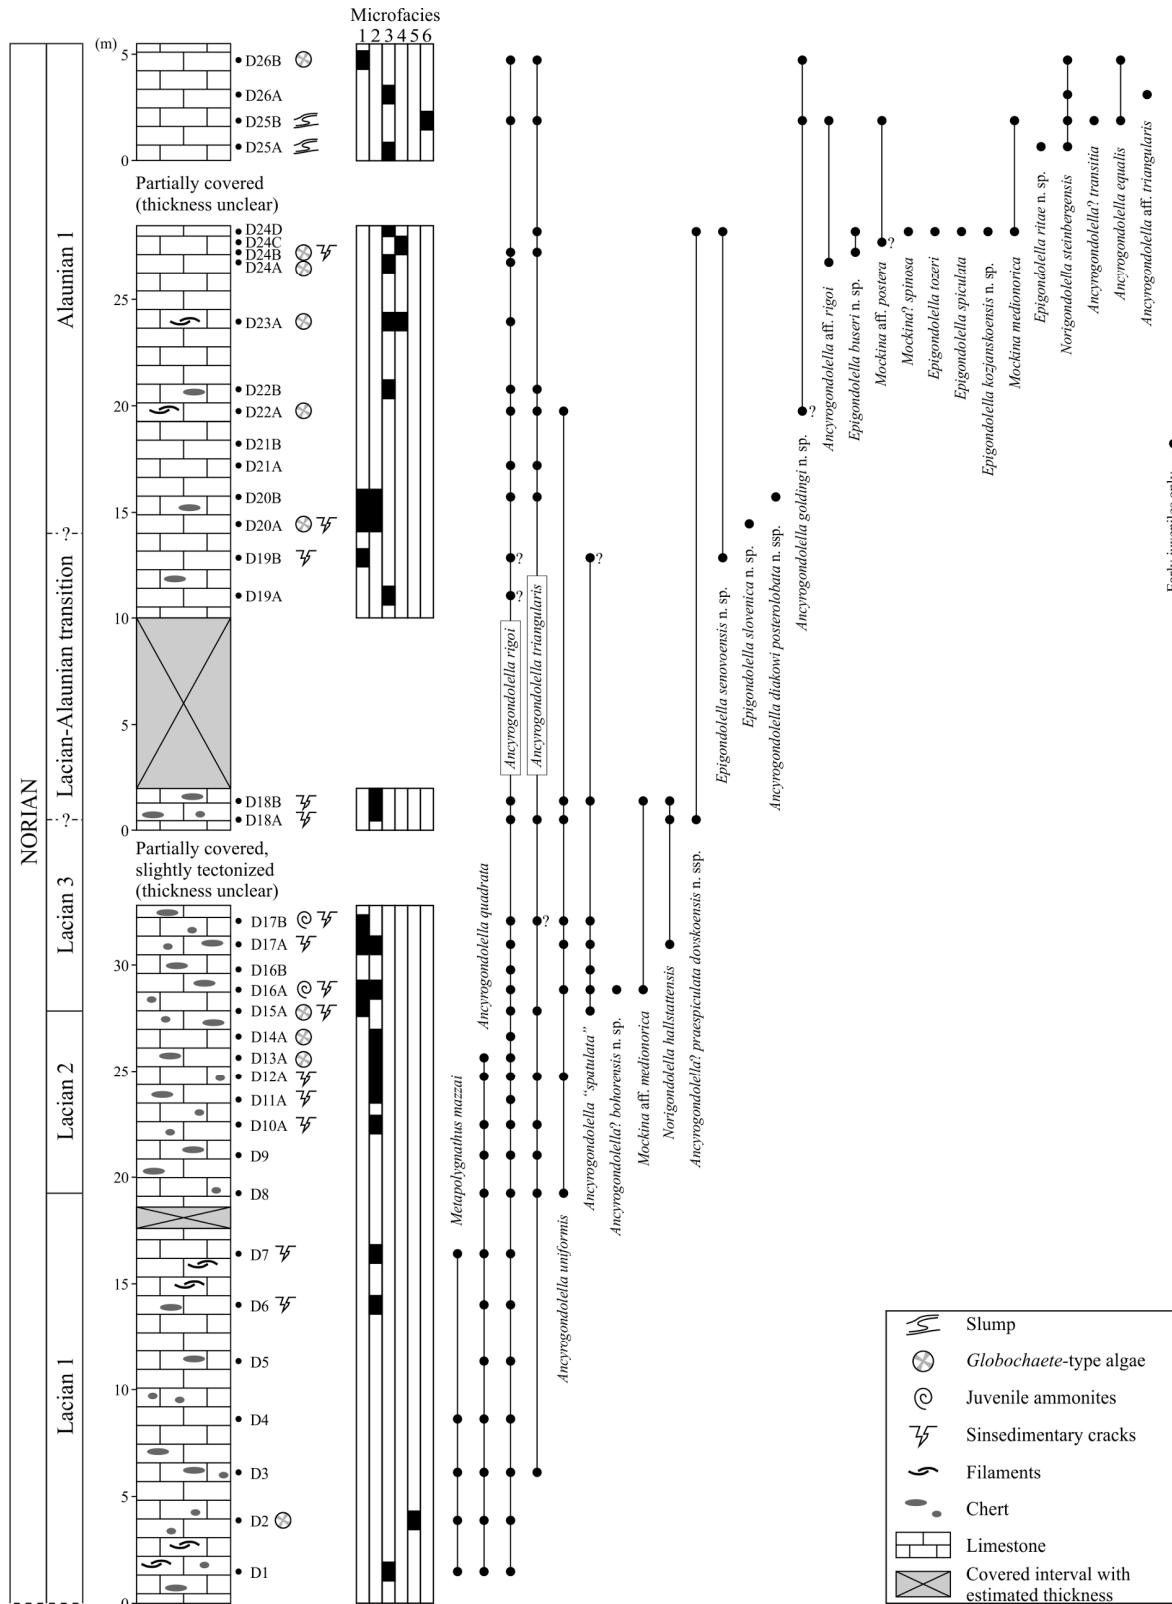 Microfacies
1 2 3 4 5 6
(m)
5
0
D26B
D26A
D25B
D25A
Partially covered
(thickness unclear)
D24D
D24C
D24B
D24A
D23A
D22B
D22A
D21B
D21A
D20B
D20A
D19B
D19A
25
20
15
10
5
0
D18B
D18A
Partially covered,
slightly tectonized
(thickness unclear)
D17B
D17A
D16B
D16A
D15A
D14A
D13A
D12A
D11A
D10A
D9
D8
D7
D6
D5
D4
D3
D2
D1
30
25
20
15
10
5
0
NORIAN
Alaunian 1
?
Lacian-Alaunian transition
?
Lacian 3
Lacian 2
Lacian 1
Metapolygnathus mazzai
Ancyrogondolella quadrata
Ancyrogondolella rigoi
? ?
Ancyrogondolella triangularis
?
Ancyrogondolella uniformis
Ancyrogondolella “spatulata”
?
Ancyrogondolella? bohorensis n. sp.
Mockina aff. medionorica
Norigondolella hallstattensis
Ancyrogondolella? praespiculata dovskoensis n. ssp.
Epigondolella senovoensis n. sp.
Epigondolella slovenica n. sp.
Ancyrogondolella diakowi posterolobata n. ssp.
Ancyrogondolella goldingi n. sp.
?
Ancyrogondolella aff. rigoi
Epigondolella buseri n. sp.
Mockina aff. postera
?
Mockina? spinosa
Epigondolella tozeri
Epigondolella spiculata
Epigondolella kozjanskoensis n. sp.
Mockina medionorica
Epigondolella ritae n. sp.
Norigondolella steinbergensis
Ancyrogondolella? transitia
Ancyrogondolella equalis
Ancyrogondolella aff. triangularis
Early juveniles only
Slump
Globochaete-type algae
Juvenile ammonites
Sinsedimentary cracks
Filaments
Chert
Limestone
Covered interval with
estimated thickness